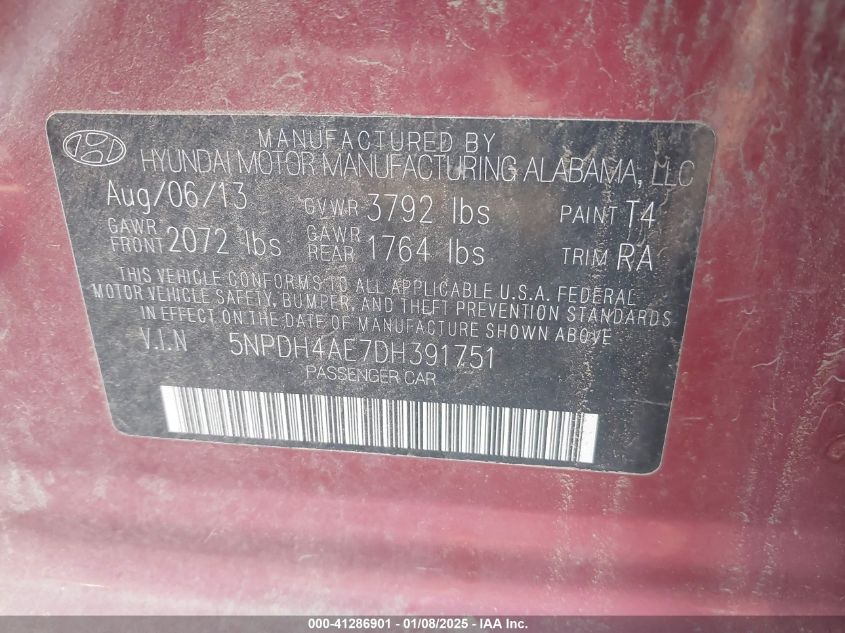 MANUFACTURED BY
HYUNDAI MOTOR MANUFACTURING ALABAMA, LLC
Aug/06/13 GVWR 3792 lbs PAINT T4
GAWR FRONT 2072 lbs GAWR REAR 1764 lbs TRIM RA
THIS VEHICLE CONFORMS TO ALL APPLICABLE U.S.A. FEDERAL
MOTOR VEHICLE SAFETY, BUMPER, AND THEFT PREVENTION STANDARDS
IN EFFECT ON THE DATE OF MANUFACTURE SHOWN ABOVE
V.I.N 5NPDH4AE7DH391751
PASSENGER CAR
000-41286901 - 01/08/2025 - IAA Inc.